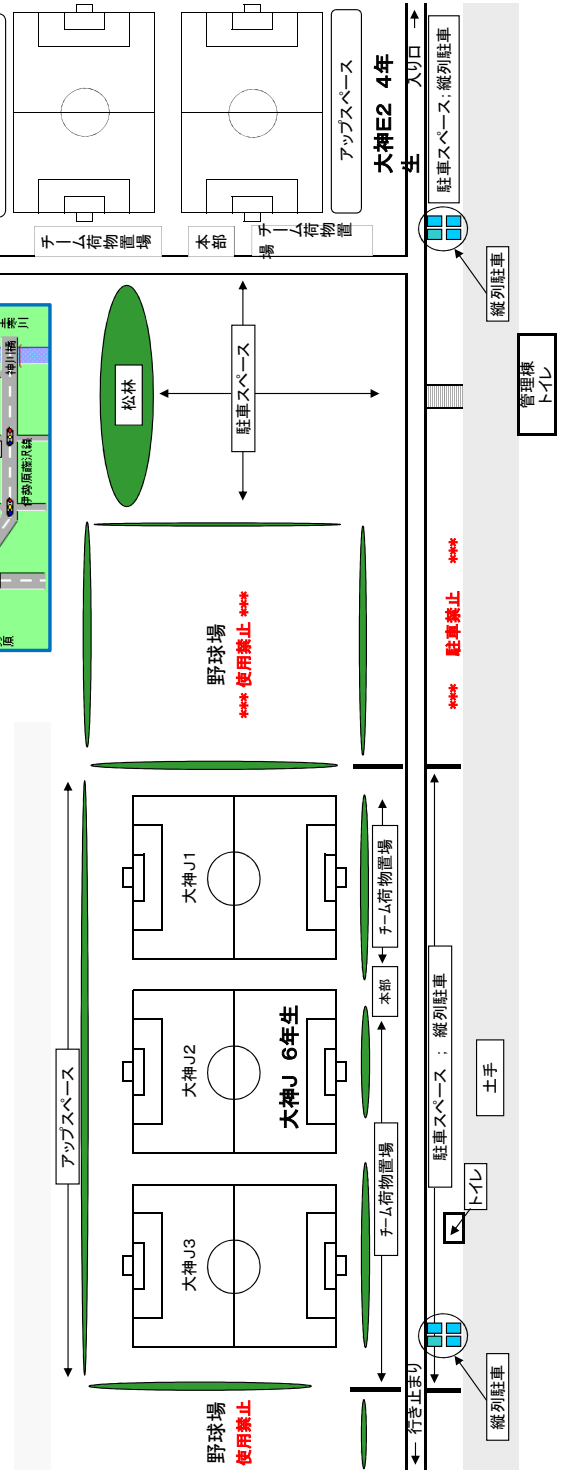 アップスペース
大神E2 4年
生
入り口
駐車スペース；縦列駐車
チーム荷物置場
本部
チーム荷物置
場
縦列駐車
神川橋
伊勢原藤沢線
原
松林
駐車スペース
管理棟
トイレ
野球場
*** 使用禁止 ***
*** 駐車禁止 ***
アップスペース
大神J1
大神J2
大神J3
大神J 6年生
チーム荷物置場
本部
チーム荷物置場
駐車スペース ； 縦列駐車
土手
トイレ
野球場
使用禁止
行き止まり
縦列駐車